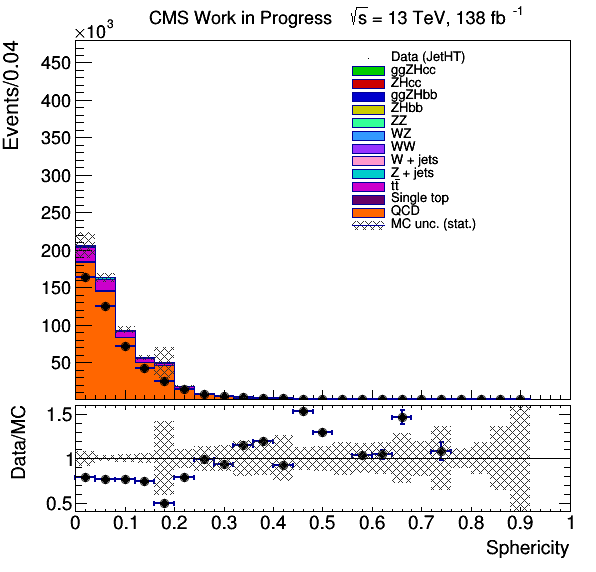 CMS Work in Progress √s = 13 TeV, 138 fb -1
×10³
Events/0.04
450
400
350
300
250
200
150
100
50
Data (JetHT)
ggZHcc
ZHcc
ggZHbb
ZHbb
ZZ
WZ
WW
W + jets
Z + jets
tt̄
Single top
QCD
MC unc. (stat.)
Data/MC
1.5
1
0.5
0 0.1 0.2 0.3 0.4 0.5 0.6 0.7 0.8 0.9 1
Sphericity